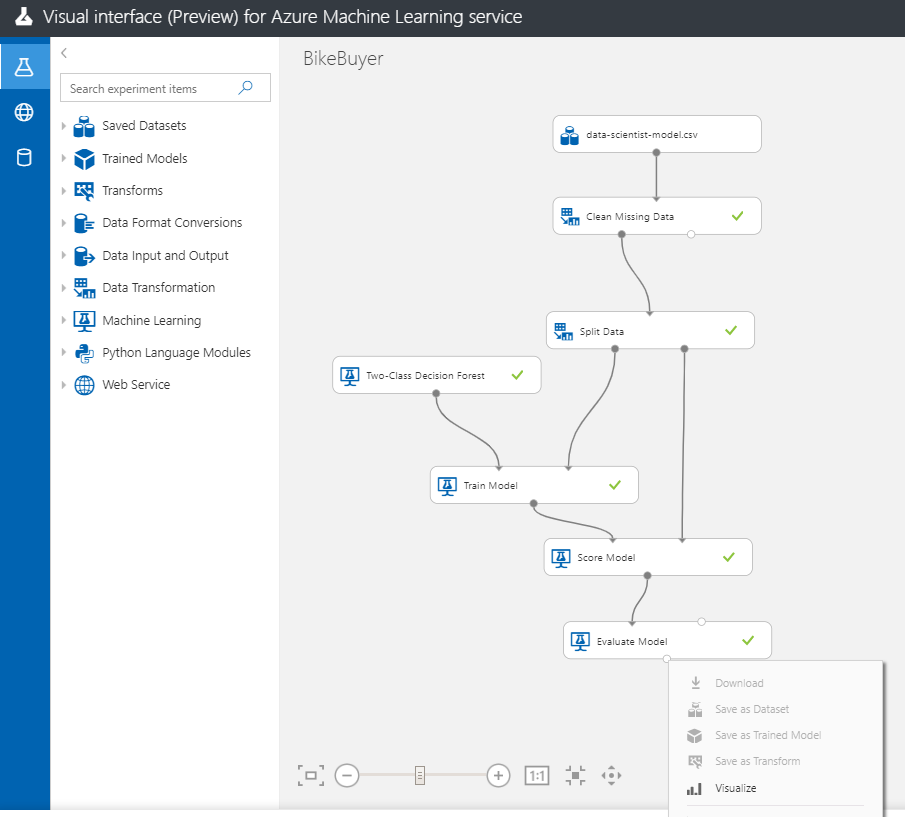 Visual interface (Preview) for Azure Machine Learning service
BikeBuyer
Search experiment items
Saved Datasets
Trained Models
Transforms
Data Format Conversions
Data Input and Output
Data Transformation
Machine Learning
Python Language Modules
Web Service
data-scientist-model.csv
Clean Missing Data
Split Data
Two-Class Decision Forest
Train Model
Score Model
Evaluate Model
Download
Save as Dataset
Save as Trained Model
Save as Transform
Visualize
1:1